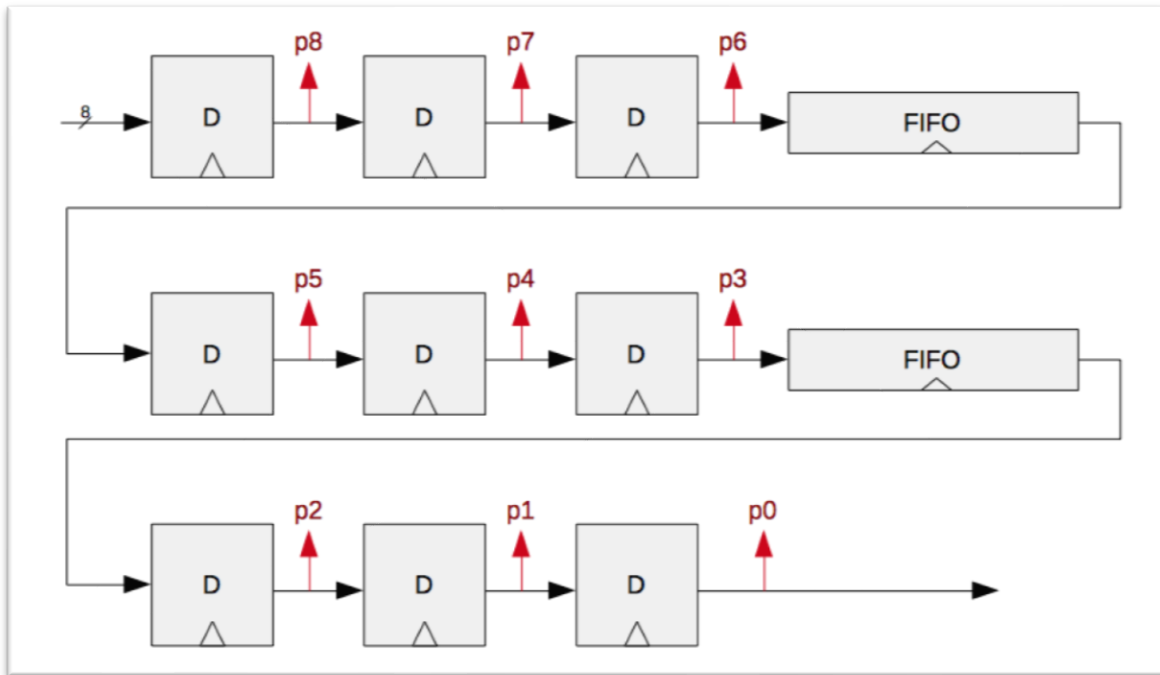 p8 p7 p6
8 D D D FIFO
p5 p4 p3
D D D FIFO
p2 p1 p0
D D D